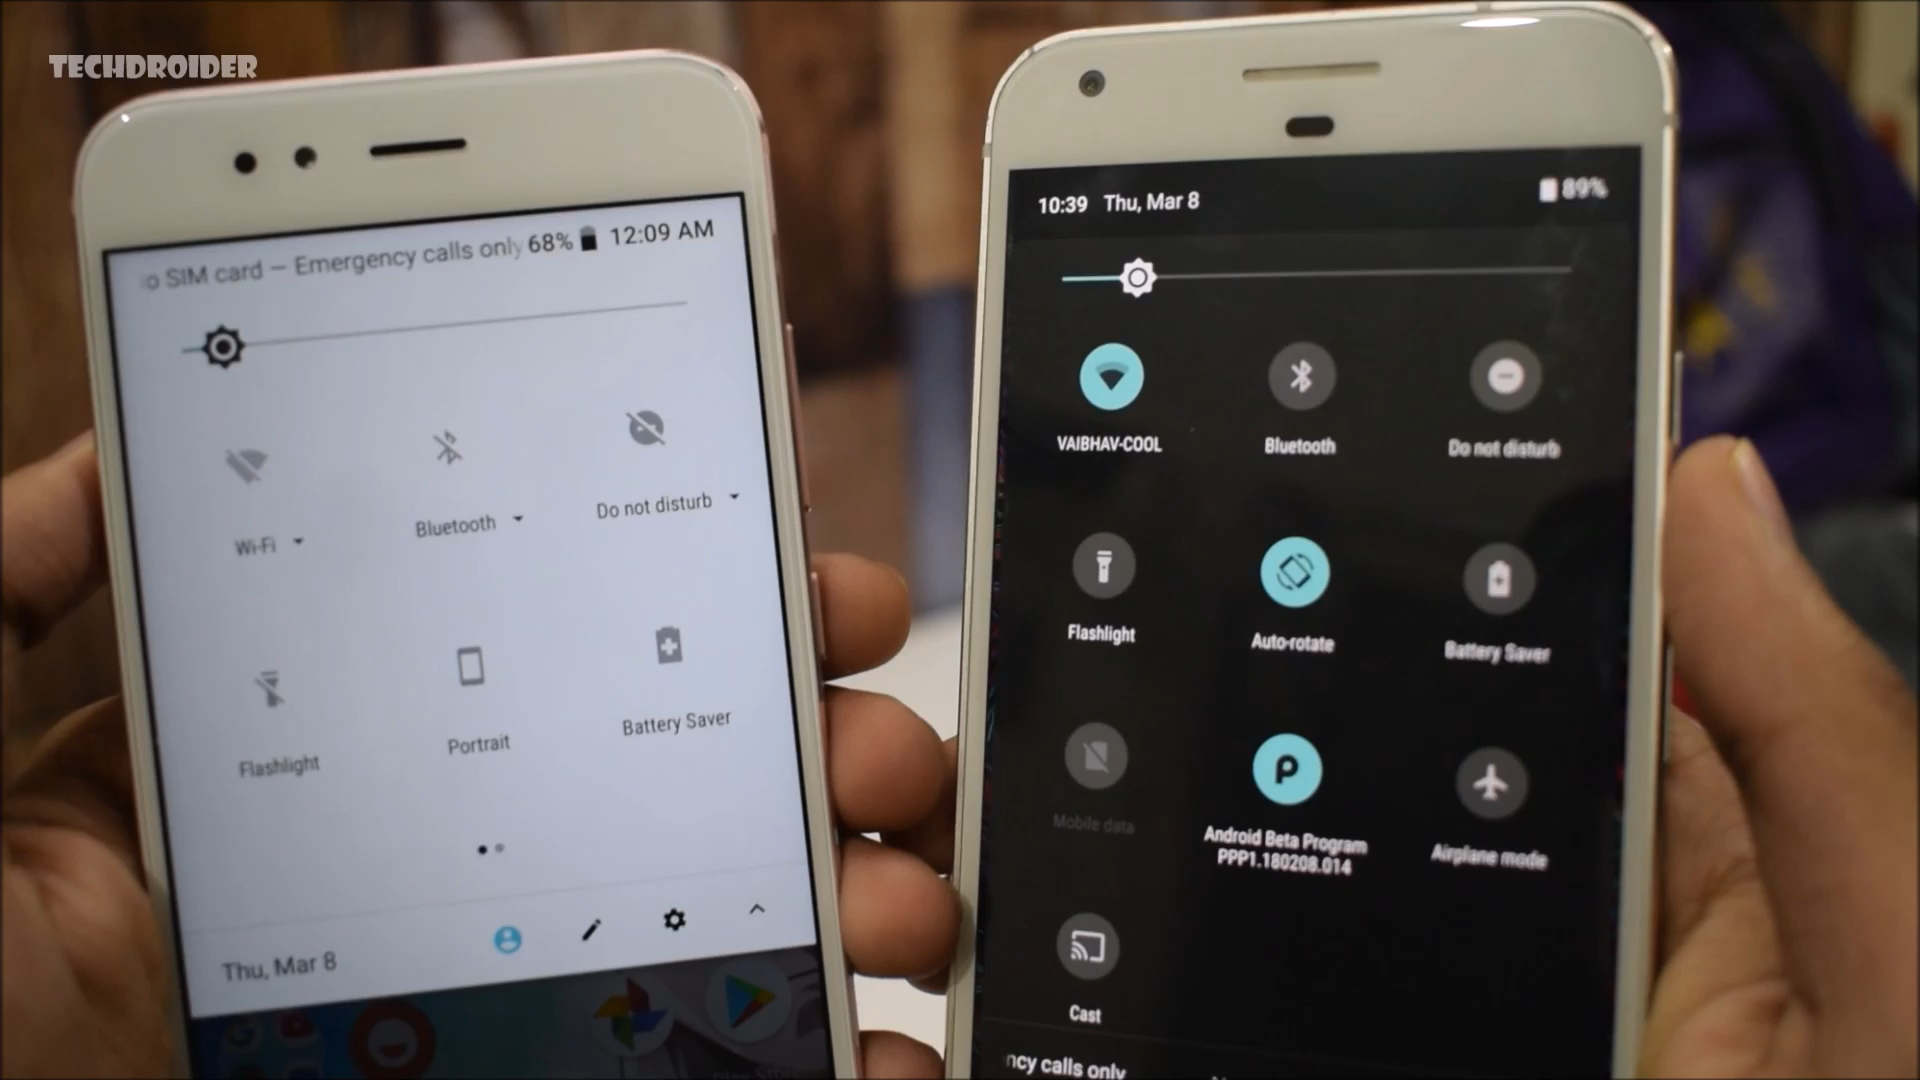 TECHDROIDER
o SIM card — Emergency calls only 68% 12:09 AM
Wi-Fi
Bluetooth
Do not disturb
Flashlight
Portrait
Battery Saver
Thu, Mar 8
10:39 Thu, Mar 8
89%
VAIBHAV-COOL
Bluetooth
Do not disturb
Flashlight
Auto-rotate
Battery Saver
Mobile data
Android Beta Program
PPP1.180208.014
Airplane mode
Cast
ncy calls only